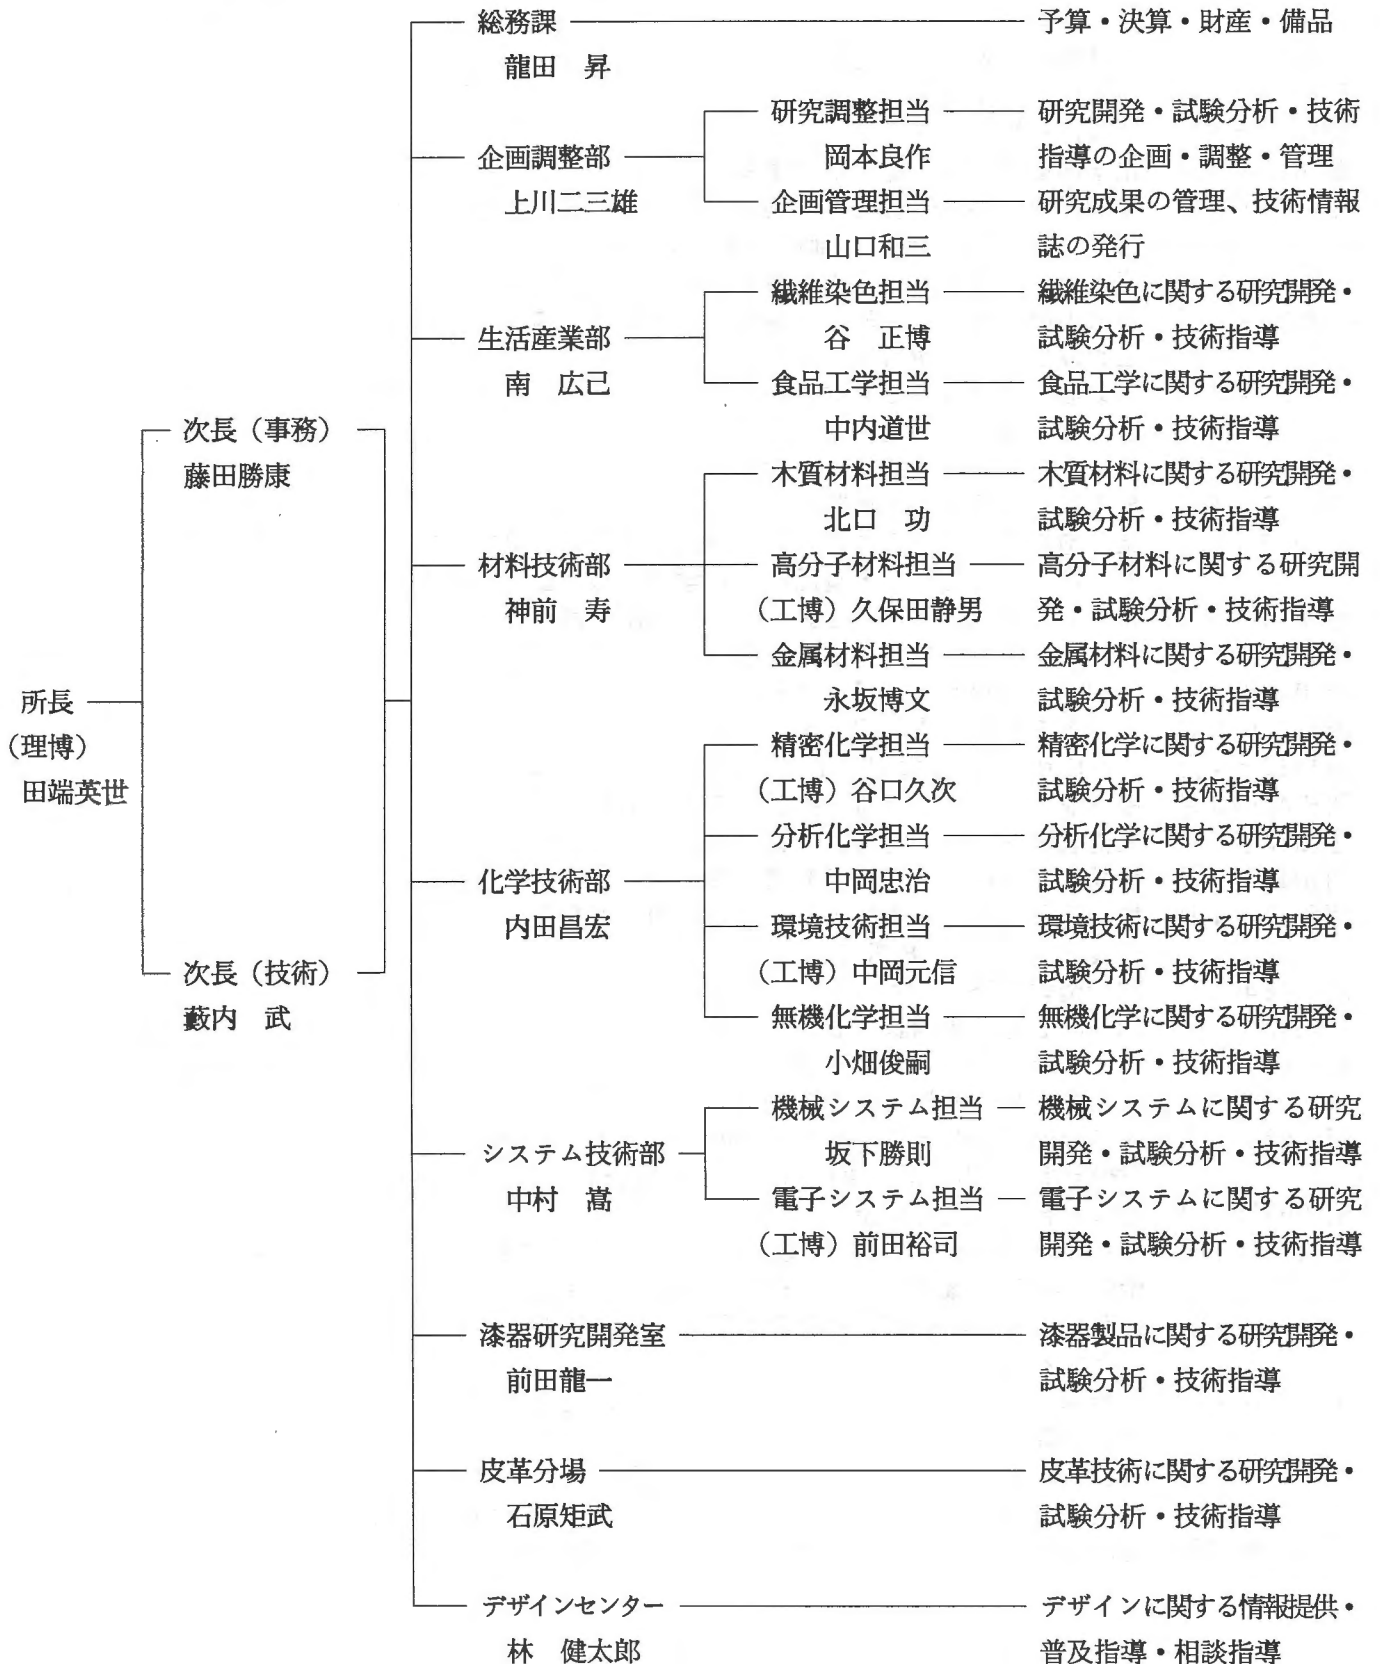 総務課 予算・決算・財産・備品
龍田 昇
研究調整担当 研究開発・試験分析・技術
企画調整部 岡本良作 指導の企画・調整・管理
上川二三雄 企画管理担当 研究成果の管理、技術情報
山口和三 誌の発行
繊維染色担当 繊維染色に関する研究開発・
生活産業部 谷 正博 試験分析・技術指導
南 広己 食品工学担当 食品工学に関する研究開発・
次長（事務） 中内道世 試験分析・技術指導
藤田勝康 木質材料担当 木質材料に関する研究開発・
北口 功 試験分析・技術指導
材料技術部 高分子材料担当 高分子材料に関する研究開
神前 寿 （工博）久保田静男 発・試験分析・技術指導
金属材料担当 金属材料に関する研究開発・
所長 永坂博文 試験分析・技術指導
（理博） 精密化学担当 精密化学に関する研究開発・
田端英世 （工博）谷口久次 試験分析・技術指導
分析化学担当 分析化学に関する研究開発・
化学技術部 中岡忠治 試験分析・技術指導
内田昌宏 環境技術担当 環境技術に関する研究開発・
次長（技術） （工博）中岡元信 試験分析・技術指導
藪内 武 無機化学担当 無機化学に関する研究開発・
小畑俊嗣 試験分析・技術指導
機械システム担当 機械システムに関する研究
システム技術部 坂下勝則 開発・試験分析・技術指導
中村 嵩 電子システム担当 電子システムに関する研究
（工博）前田裕司 開発・試験分析・技術指導
漆器研究開発室 漆器製品に関する研究開発・
前田龍一 試験分析・技術指導
皮革分場 皮革技術に関する研究開発・
石原矩武 試験分析・技術指導
デザインセンター デザインに関する情報提供・
林 健太郎 普及指導・相談指導